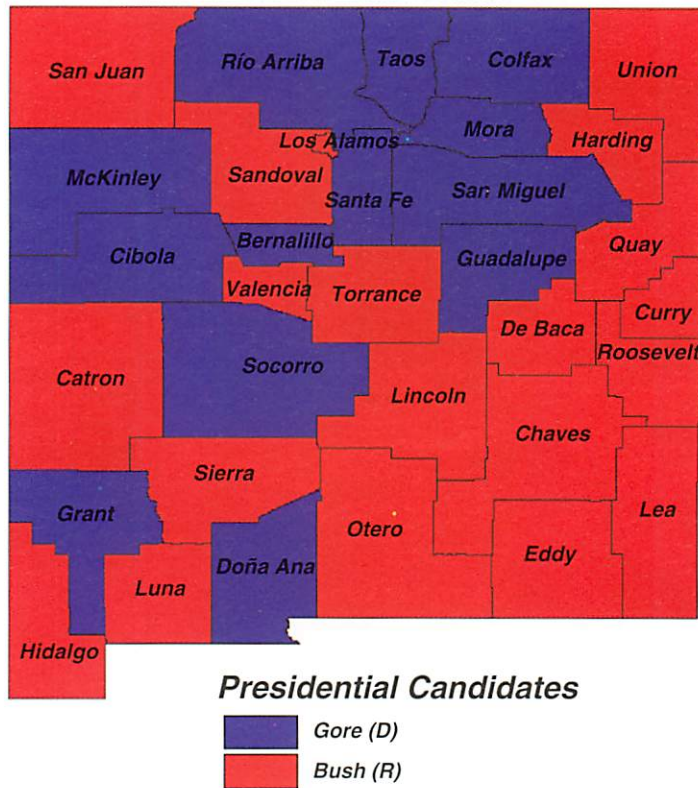 San Juan
Río Arriba
Taos
Colfax
Union
Los Alamos
Mora
Harding
McKinley
Sandoval
Santa Fe
San Miguel
Cibola
Bernalillo
Guadalupe
Quay
Valencia
Torrance
Curry
De Baca
Roosevelt
Catron
Socorro
Lincoln
Chaves
Sierra
Grant
Otero
Lea
Luna
Doña Ana
Eddy
Hidalgo
Presidential Candidates
Gore (D)
Bush (R)